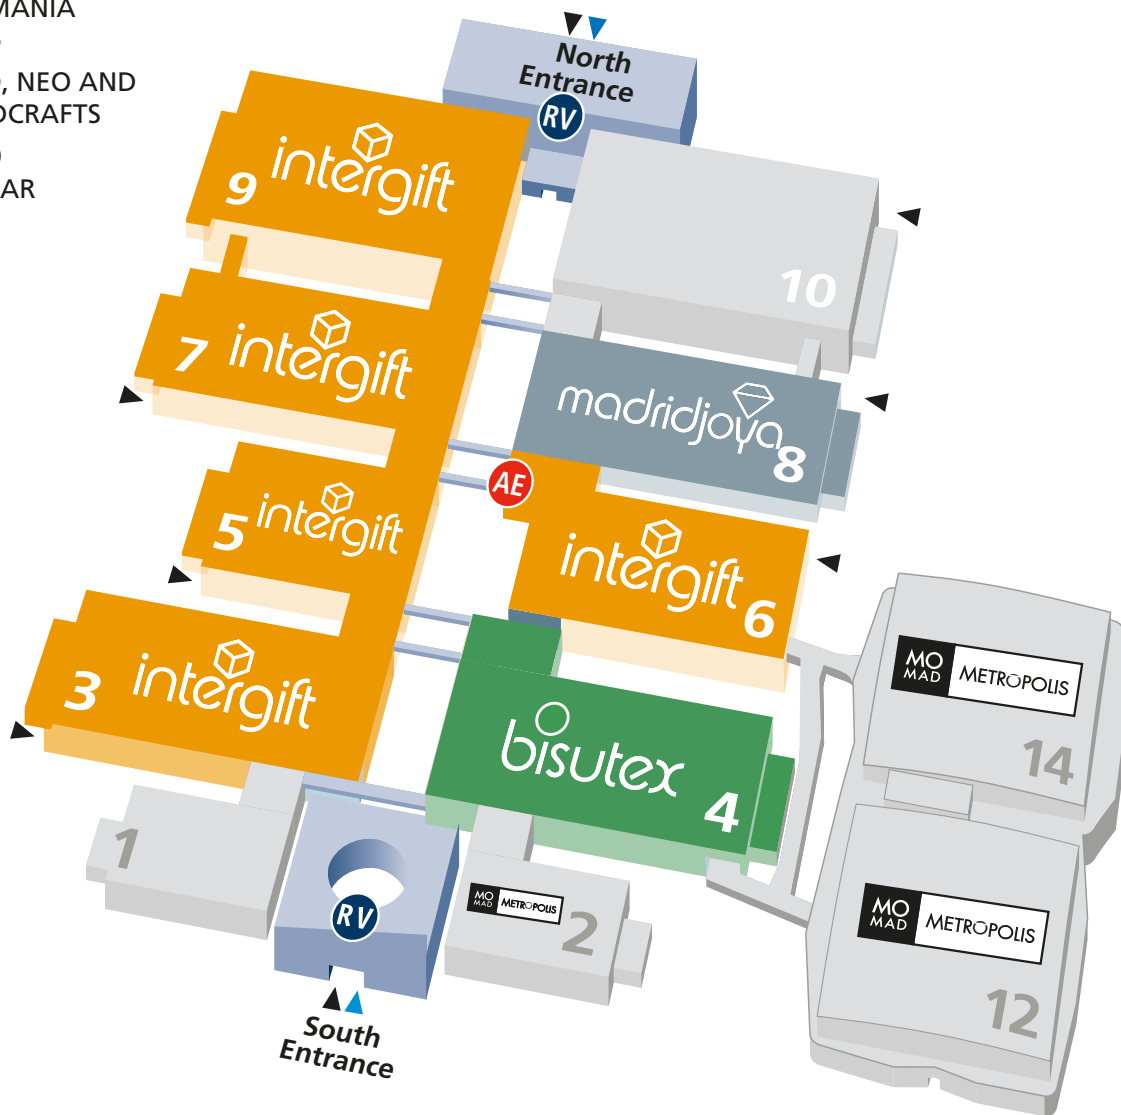 MANIA
, NEO AND
OCRAFTS
AR
North
Entrance
RV
9
intergift
10
7
intergift
madridjoya
8
AE
5
intergift
intergift
6
3
intergift
bisutex
4
MO
MAD
METROPOLIS
14
1
RV
MO
MAD
METROPOLIS
2
MO
MAD
METROPOLIS
12
South
Entrance